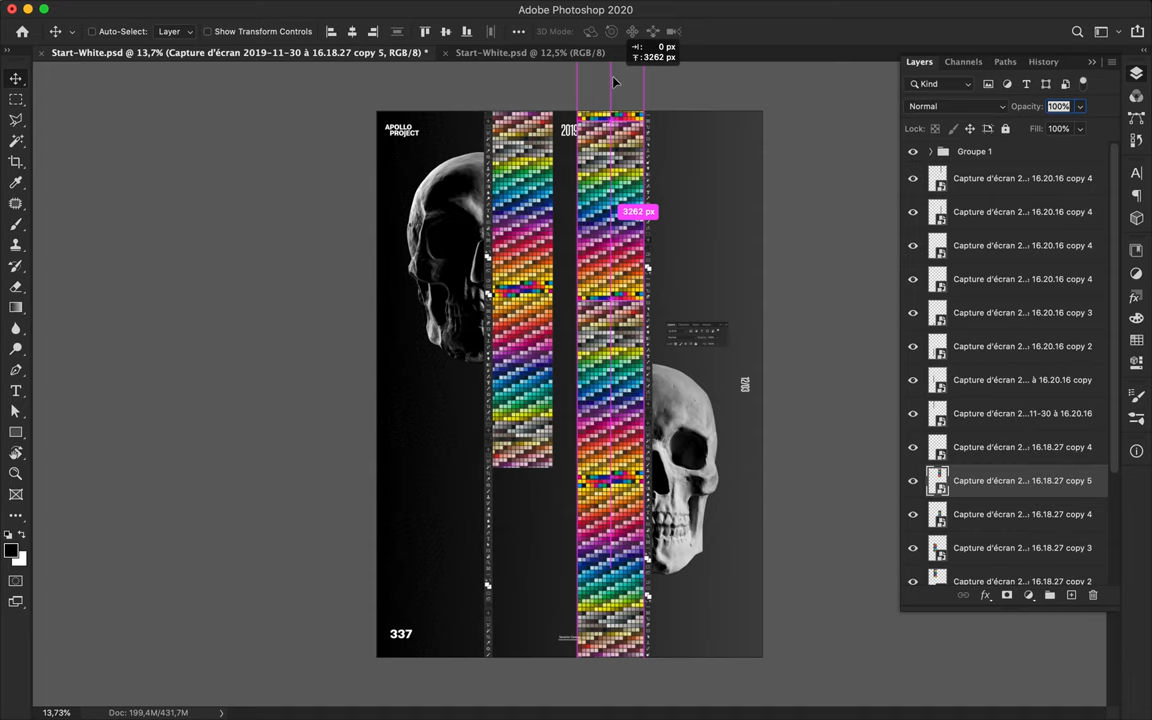 Adobe Photoshop 2020
Auto-Select:
Layer
Show Transform Controls
3D Mode:
Start-White.psd @ 13,7% (Capture d'écran 2019-11-30 à 16.18.27 copy 5, RGB/8) *
Start-White.psd @ 12,5% (RGB/8)
0 px
3262 px
Layers
Channels
Paths
History
Kind
Normal
Opacity: 100%
Lock:
Fill: 100%
Groupe 1
Capture d'écran 2...: 16.20.16 copy 4
Capture d'écran 2...: 16.20.16 copy 4
Capture d'écran 2...: 16.20.16 copy 4
Capture d'écran 2...: 16.20.16 copy 4
Capture d'écran 2...: 16.20.16 copy 3
Capture d'écran 2...: 16.20.16 copy 2
Capture d'écran 2... à 16.20.16 copy
Capture d'écran 2...11-30 à 16.20.16
Capture d'écran 2...: 16.18.27 copy 4
Capture d'écran 2...: 16.18.27 copy 5
Capture d'écran 2...: 16.18.27 copy 4
Capture d'écran 2...: 16.18.27 copy 3
Capture d'écran 2...: 16.18.27 copy 2
APOLLO
PROJECT
2019
3262 px
12/03
337
13,73%
Doc: 199,4M/431,7M